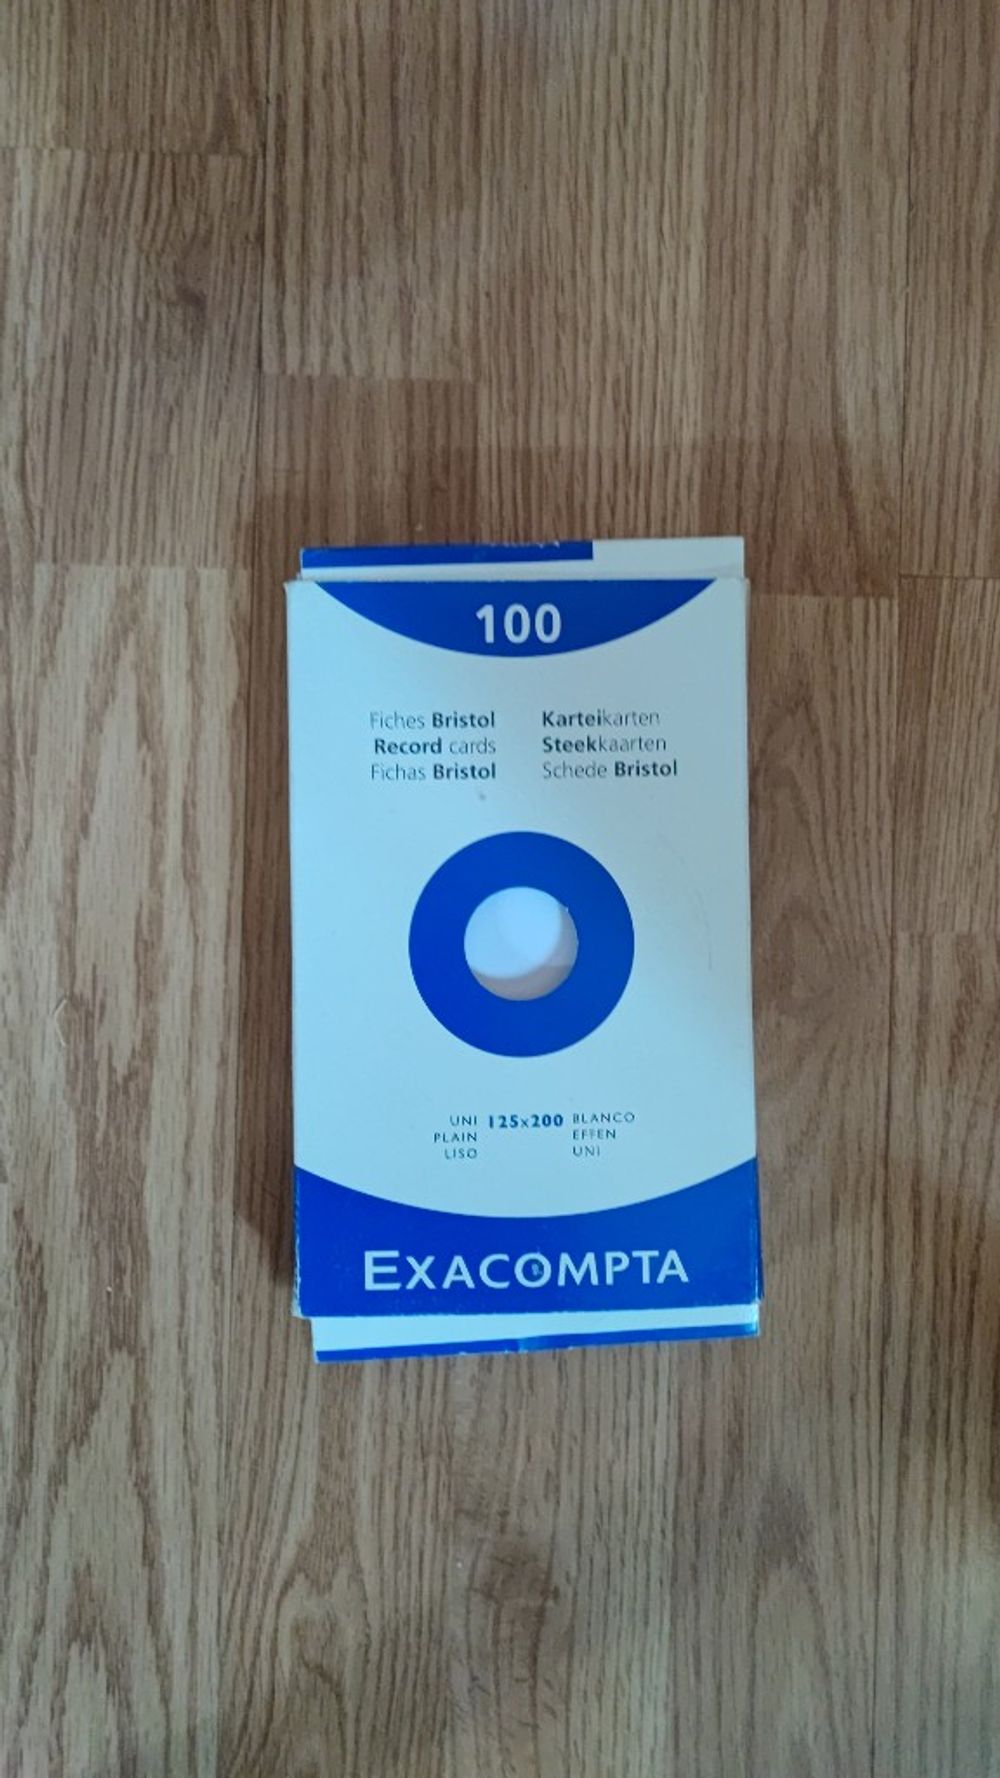 100
Fiches Bristol
Record cards
Fichas Bristol
Karteikarten
Steekkaarten
Schede Bristol
UNI
PLAIN
LISO
125x200
BLANCO
EFFEN
UNI
EXACOMPTA